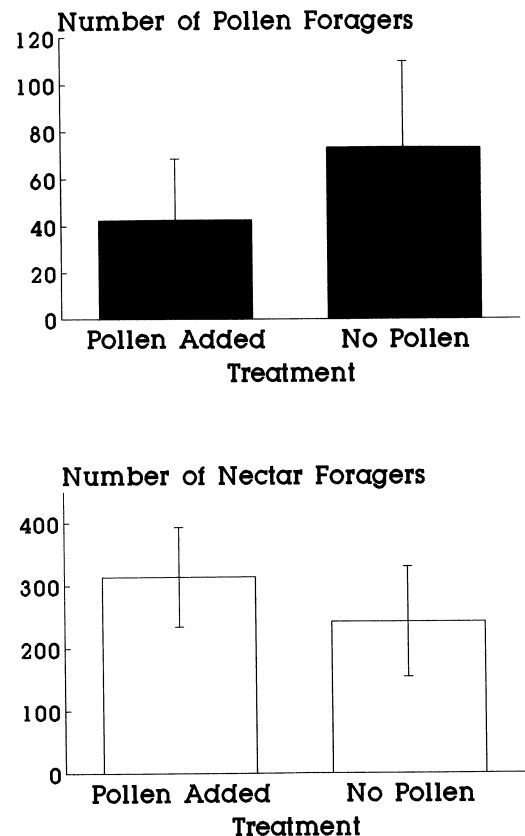 Number of Pollen Foragers
120
100
80
60
40
20
0
Pollen Added No Pollen
Treatment
Number of Nectar Foragers
400
300
200
100
0
Pollen Added No Pollen
Treatment